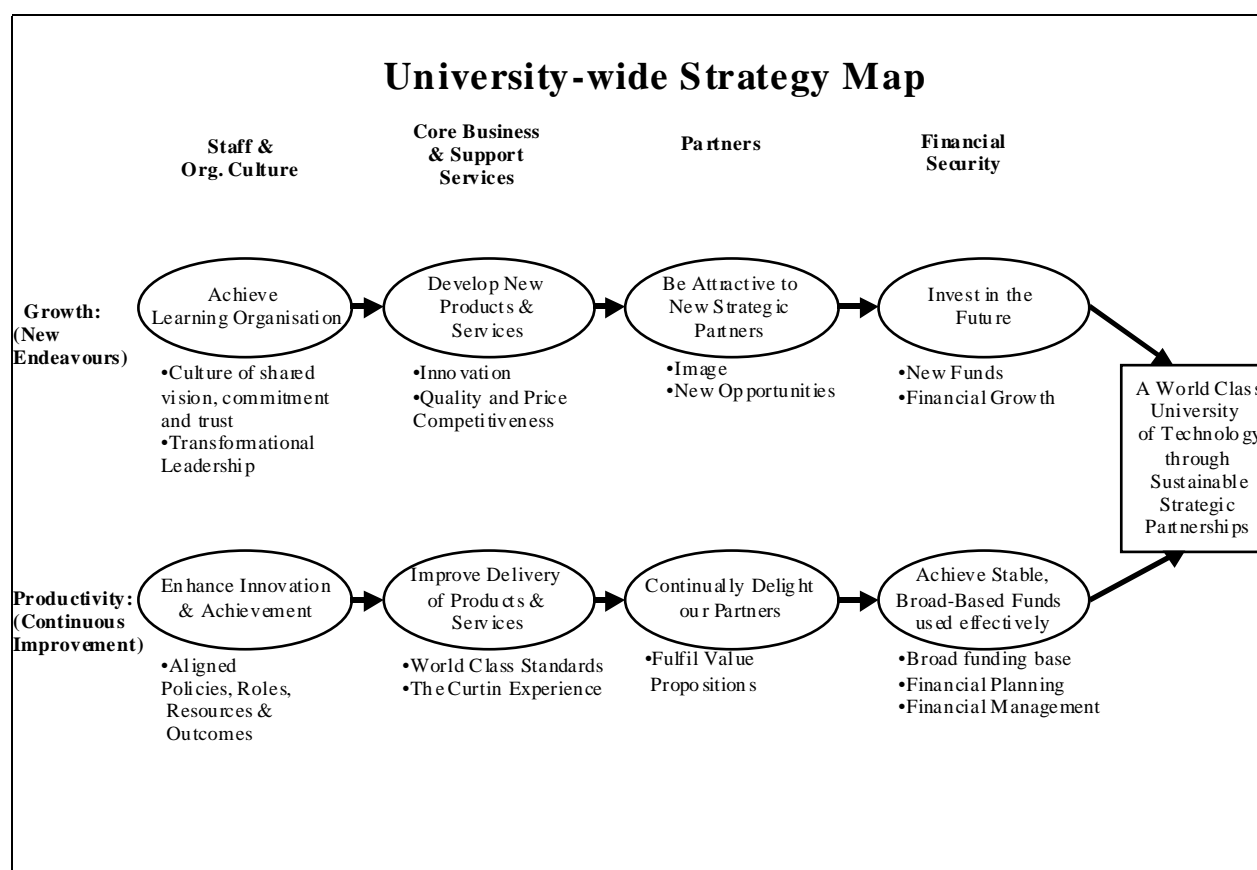 University-wide Strategy Map
Staff &
Org. Culture
Core Business
& Support
Services
Partners
Financial
Security
Growth:
(New
Endeavours)
Achieve
Learning Organisation
Develop New
Products &
Services
Be Attractive to
New Strategic
Partners
Invest in the
Future
•Culture of shared
vision, commitment
and trust
•Transformational
Leadership
•Innovation
•Quality and Price
Competitiveness
•Image
•New Opportunities
•New Funds
•Financial Growth
A World Class
University
of Technology
through
Sustainable
Strategic
Partnerships
Productivity:
(Continuous
Improvement)
Enhance Innovation
& Achievement
Improve Delivery
of Products &
Services
Continually Delight
our Partners
Achieve Stable,
Broad-Based Funds
used effectively
•Aligned
Policies, Roles,
Resources &
Outcomes
•World Class Standards
•The Curtin Experience
•Fulfil Value
Propositions
•Broad funding base
•Financial Planning
•Financial Management